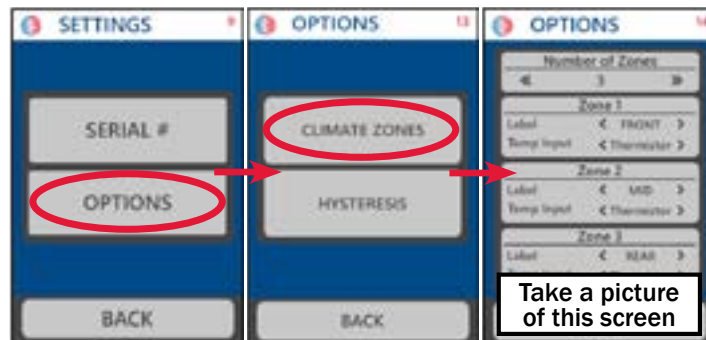 SETTINGS 9
SERIAL #
OPTIONS
BACK
OPTIONS 13
CLIMATE ZONES
HYSTERESIS
BACK
OPTIONS 14
Number of Zones
3
Zone 1
Label FRONT
Temp Input Thermistor
Zone 2
Label MID
Temp Input Thermistor
Zone 3
Label REAR
Take a picture
of this screen